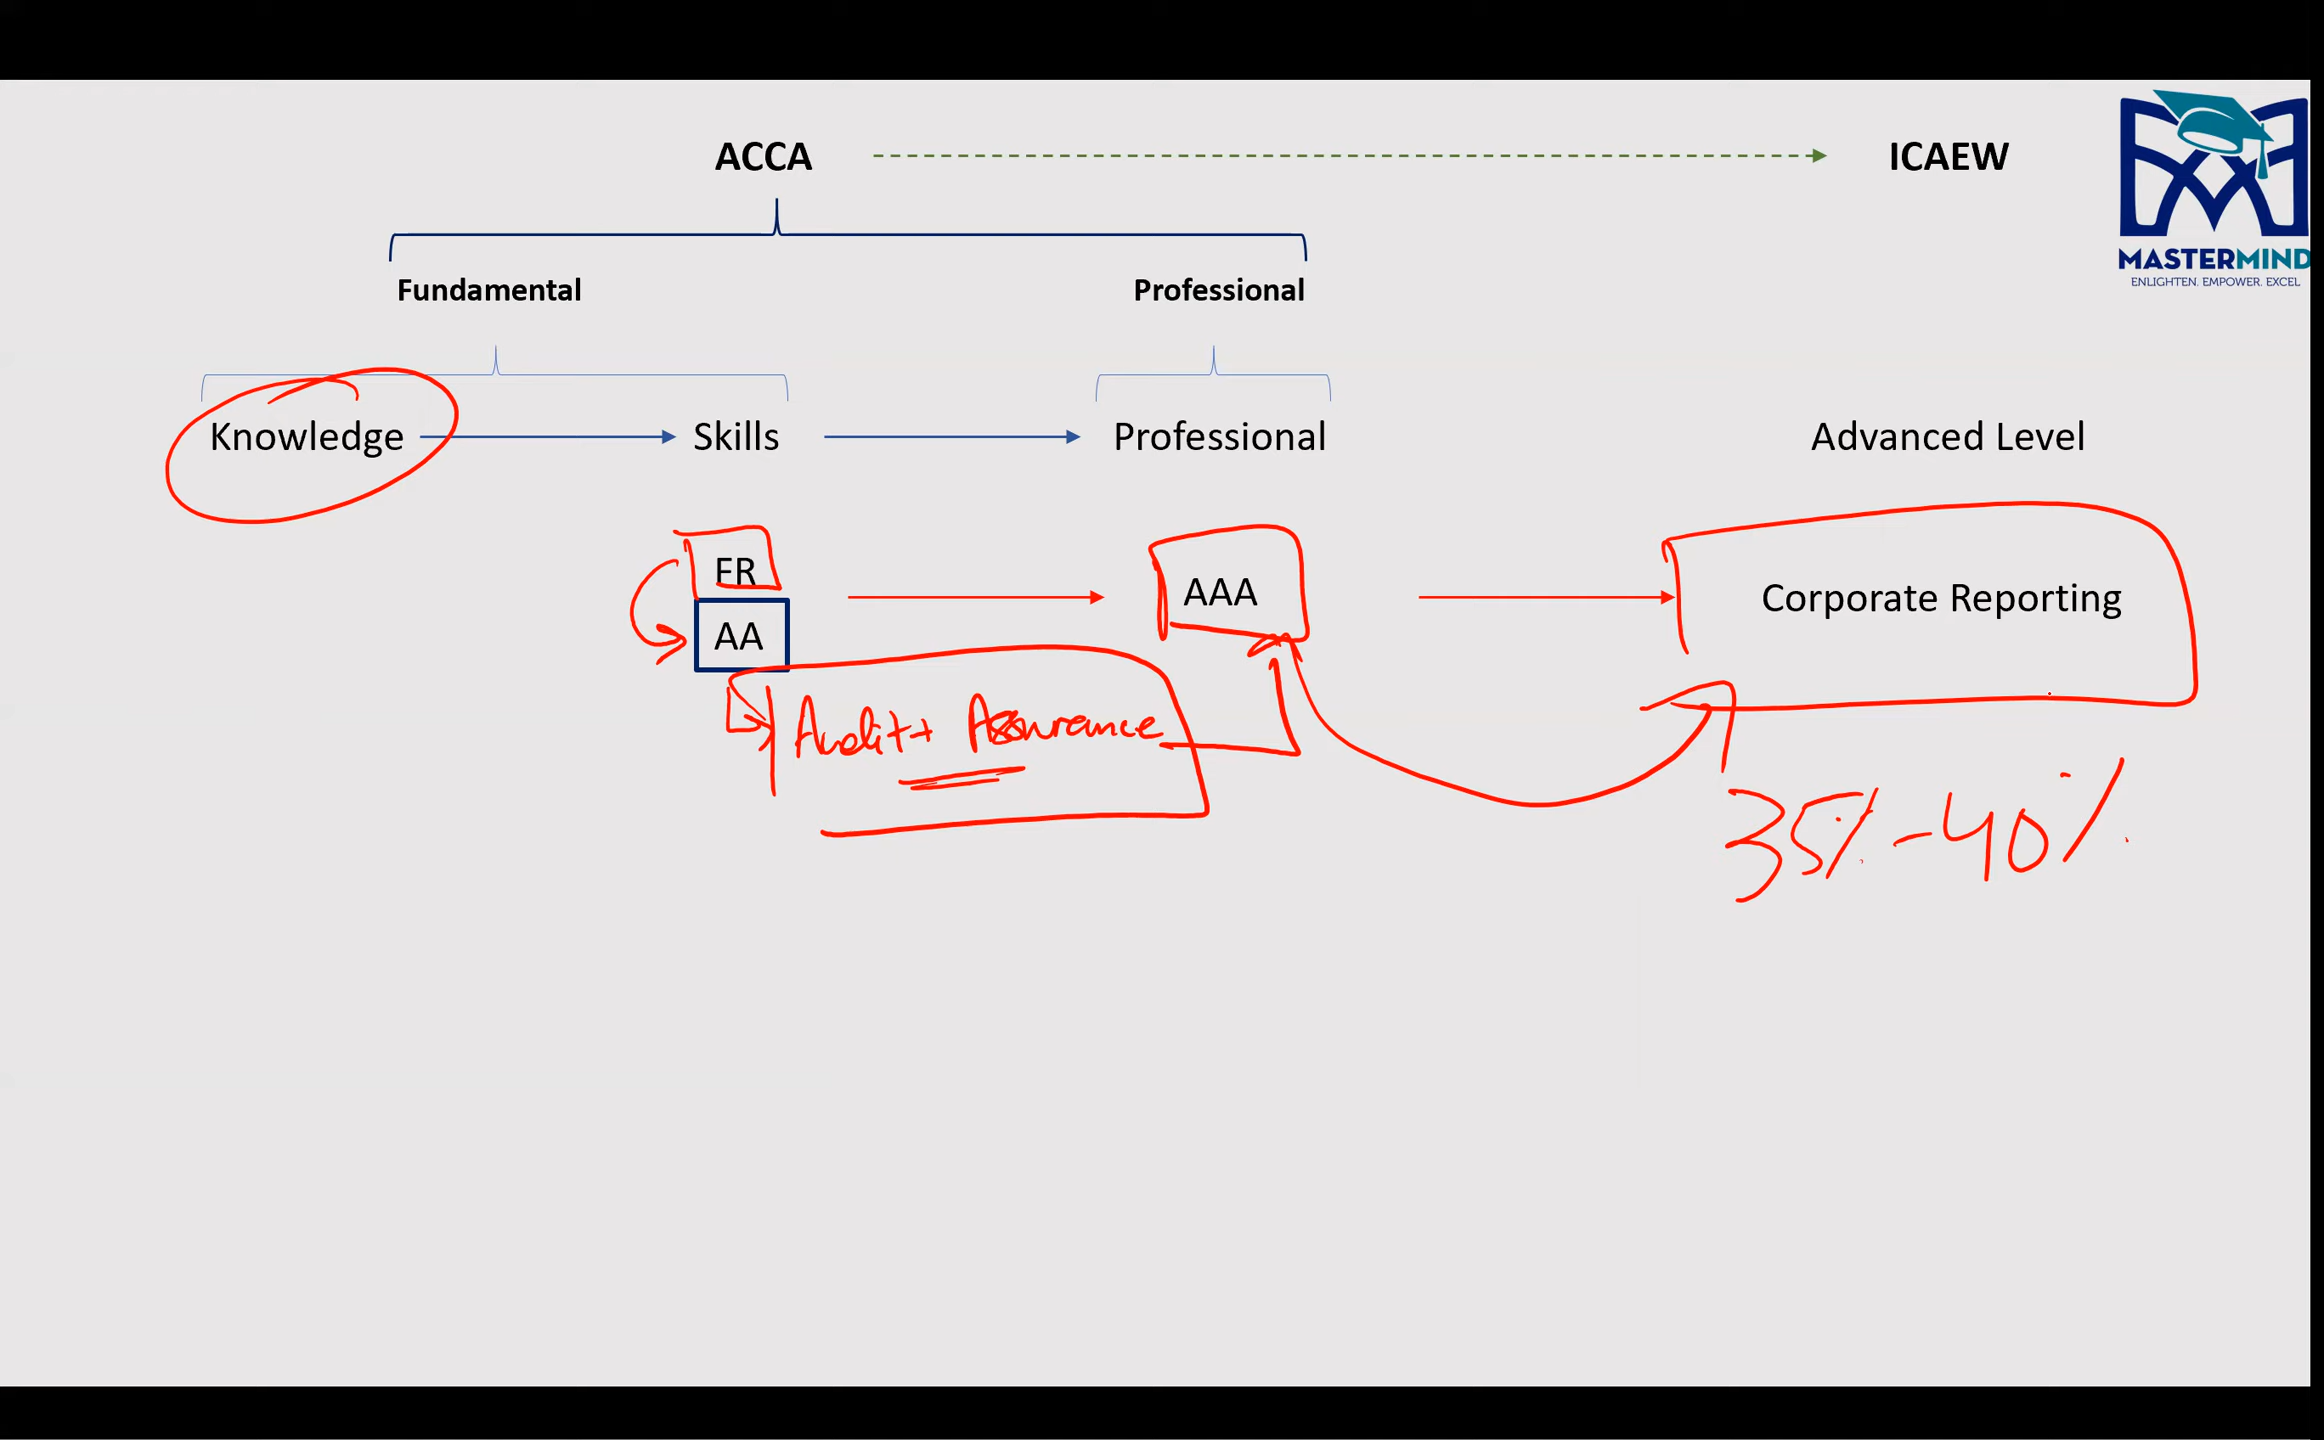 ACCA
ICAEW
MASTERMIND
ENLIGHTEN. EMPOWER. EXCEL
Fundamental
Professional
Knowledge
Skills
Professional
Advanced Level
FR
AA
AAA
Corporate Reporting
Audit + Assurance
35% - 40%